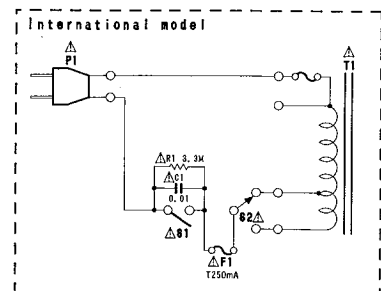 International model
⚠P1
⚠T1
⚠R1 3.3M
⚠C1
0.01
⚠S1
S2⚠
⚠F1
T250mA